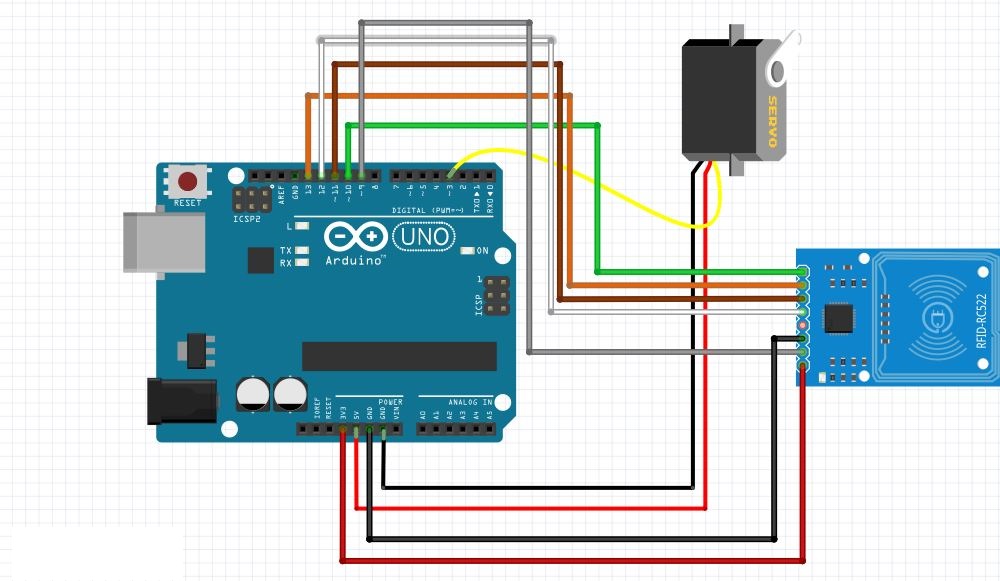 SERVO
RESET
ICSP2
AREF
GND
13
12
~11
~10
~9
8
7
~6
~5
4
~3
2
TXD▶1
RXD◀0
DIGITAL (PWM=~)
L
TX
RX
UNO
Arduino™
ON
1
ICSP
RFID-RC522
POWER
ANALOG IN
IOREF
RESET
3V3
5V
GND
GND
VIN
A0
A1
A2
A3
A4
A5